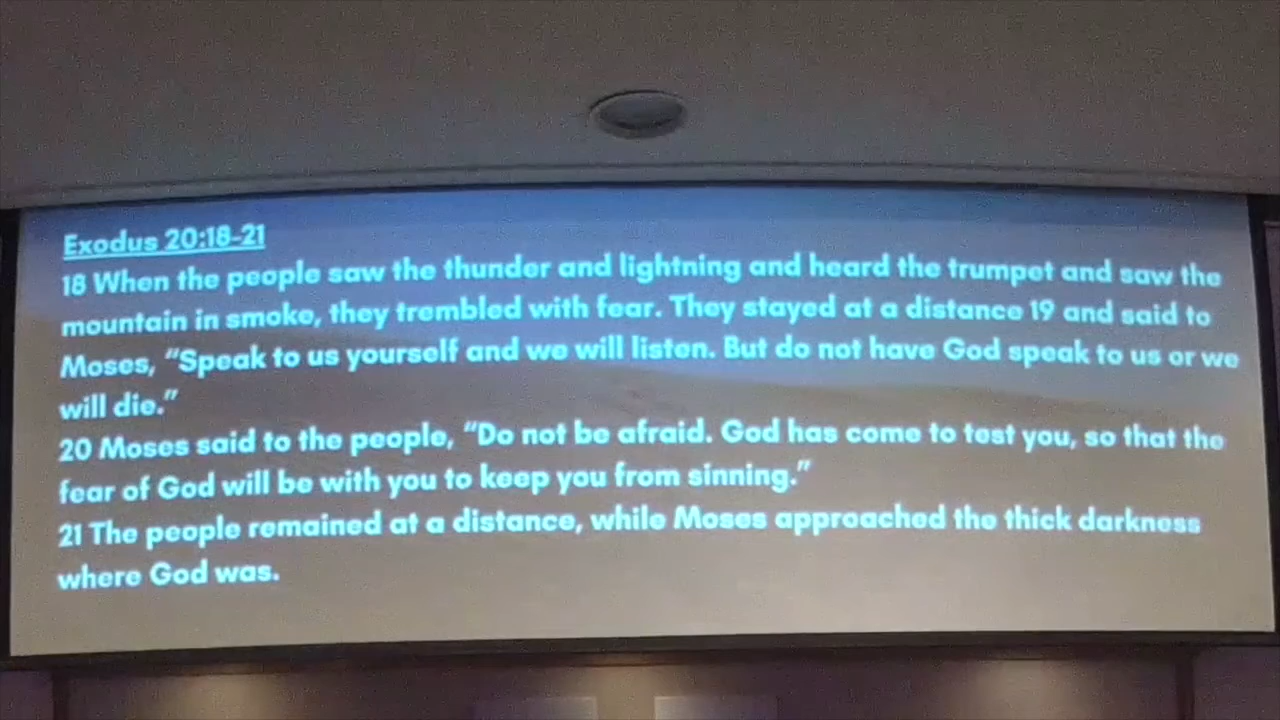 Exodus 20:18-21
18 When the people saw the thunder and lightning and heard the trumpet and saw the
mountain in smoke, they trembled with fear. They stayed at a distance 19 and said to
Moses, “Speak to us yourself and we will listen. But do not have God speak to us or we
will die.”
20 Moses said to the people, “Do not be afraid. God has come to test you, so that the
fear of God will be with you to keep you from sinning.”
21 The people remained at a distance, while Moses approached the thick darkness
where God was.